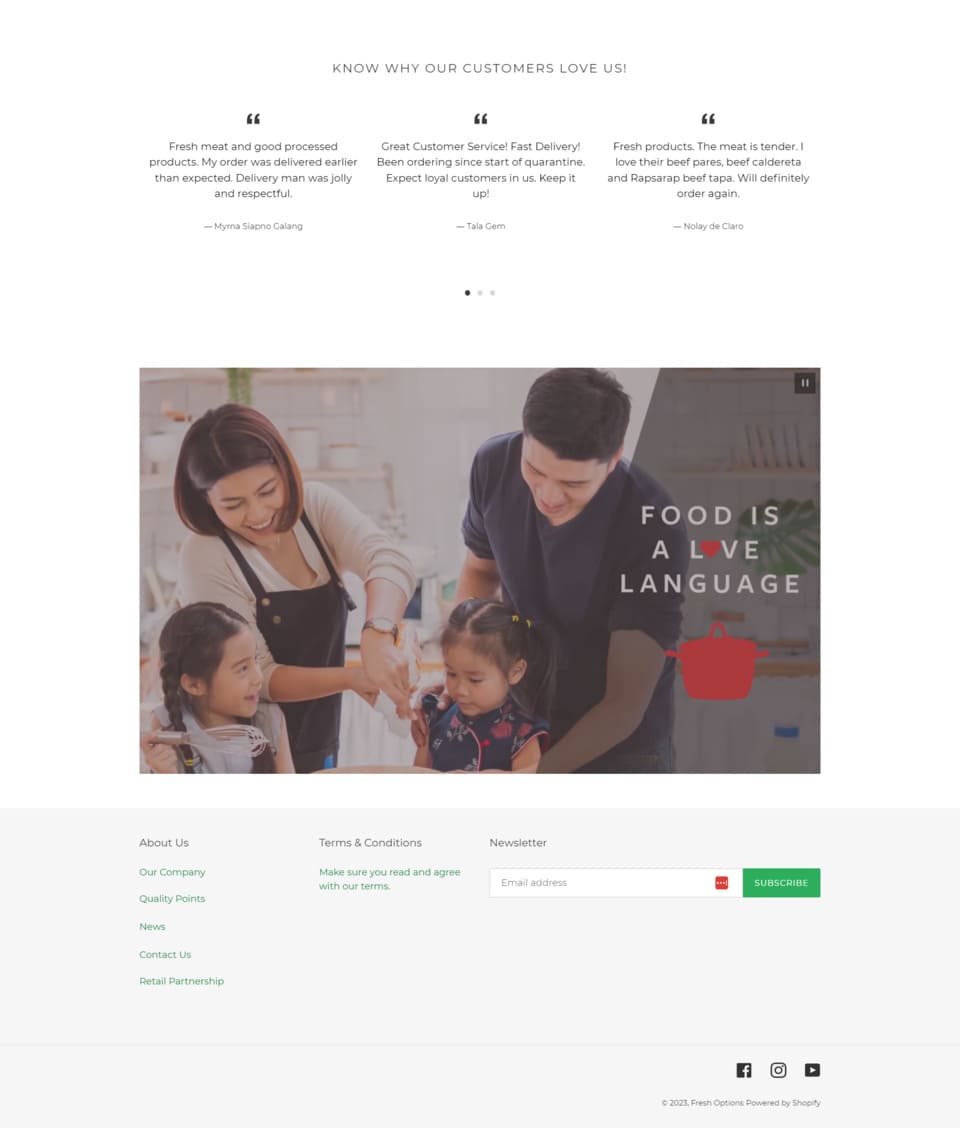 KNOW WHY OUR CUSTOMERS LOVE US!
“
Fresh meat and good processed
products. My order was delivered earlier
than expected. Delivery man was jolly
and respectful.
— Myrna Siapno Galang
“
Great Customer Service! Fast Delivery!
Been ordering since start of quarantine.
Expect loyal customers in us. Keep it
up!
— Tala Gem
“
Fresh products. The meat is tender. I
love their beef pares, beef caldereta
and Rapsarap beef tapa. Will definitely
order again.
— Nolay de Claro
FOOD IS
A L♥VE
LANGUAGE
About Us
Our Company
Quality Points
News
Contact Us
Retail Partnership
Terms & Conditions
Make sure you read and agree
with our terms.
Newsletter
Email address
SUBSCRIBE
© 2023, Fresh Options Powered by Shopify